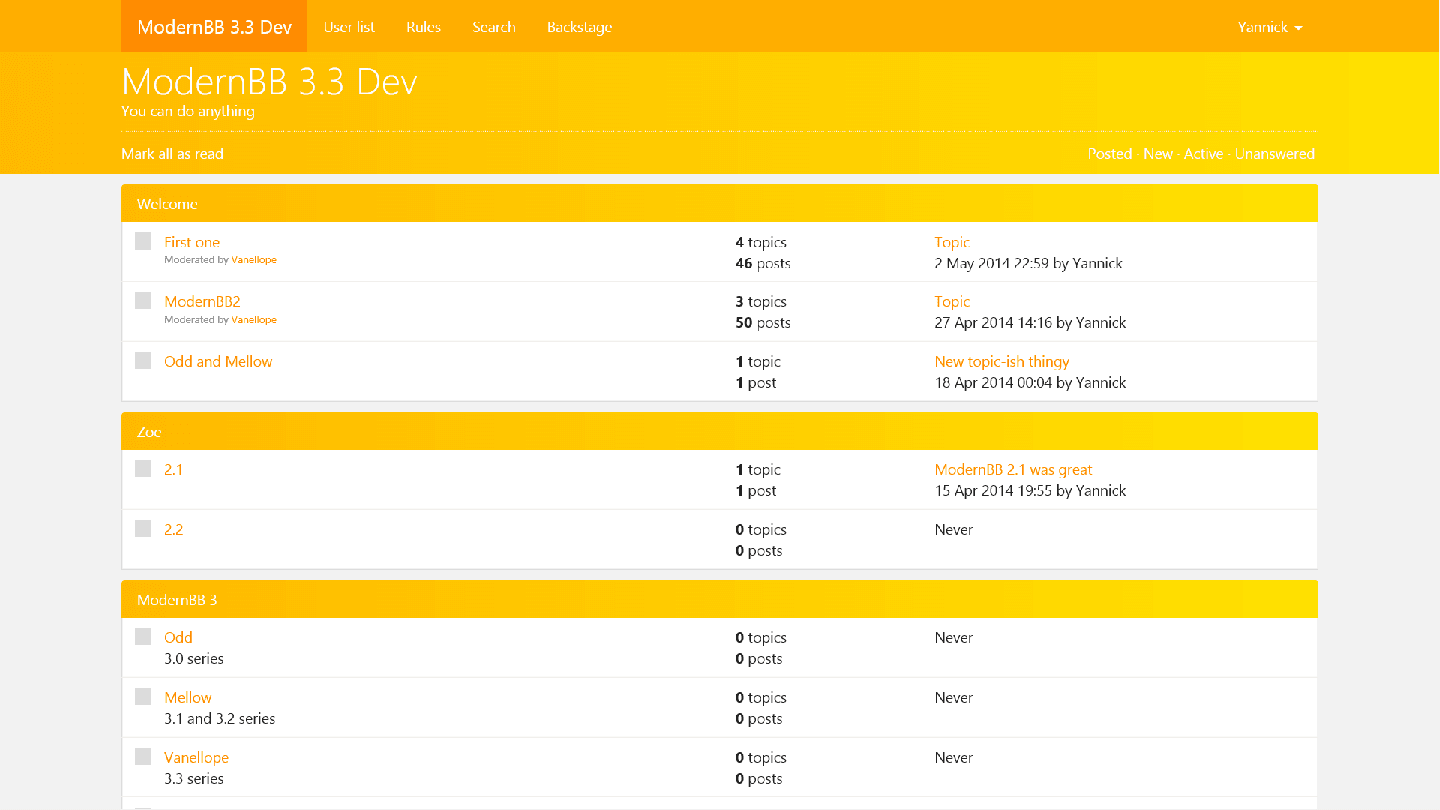 ModernBB 3.3 Dev User list Rules Search Backstage Yannick
ModernBB 3.3 Dev
You can do anything
Mark all as read Posted · New · Active · Unanswered
Welcome
First one 4 topics Topic
Moderated by Vanellope 46 posts 2 May 2014 22:59 by Yannick
ModernBB2 3 topics Topic
Moderated by Vanellope 50 posts 27 Apr 2014 14:16 by Yannick
Odd and Mellow 1 topic New topic-ish thingy
1 post 18 Apr 2014 00:04 by Yannick
Zoe
2.1 1 topic ModernBB 2.1 was great
1 post 15 Apr 2014 19:55 by Yannick
2.2 0 topics Never
0 posts
ModernBB 3
Odd 0 topics Never
3.0 series 0 posts
Mellow 0 topics Never
3.1 and 3.2 series 0 posts
Vanellope 0 topics Never
3.3 series 0 posts